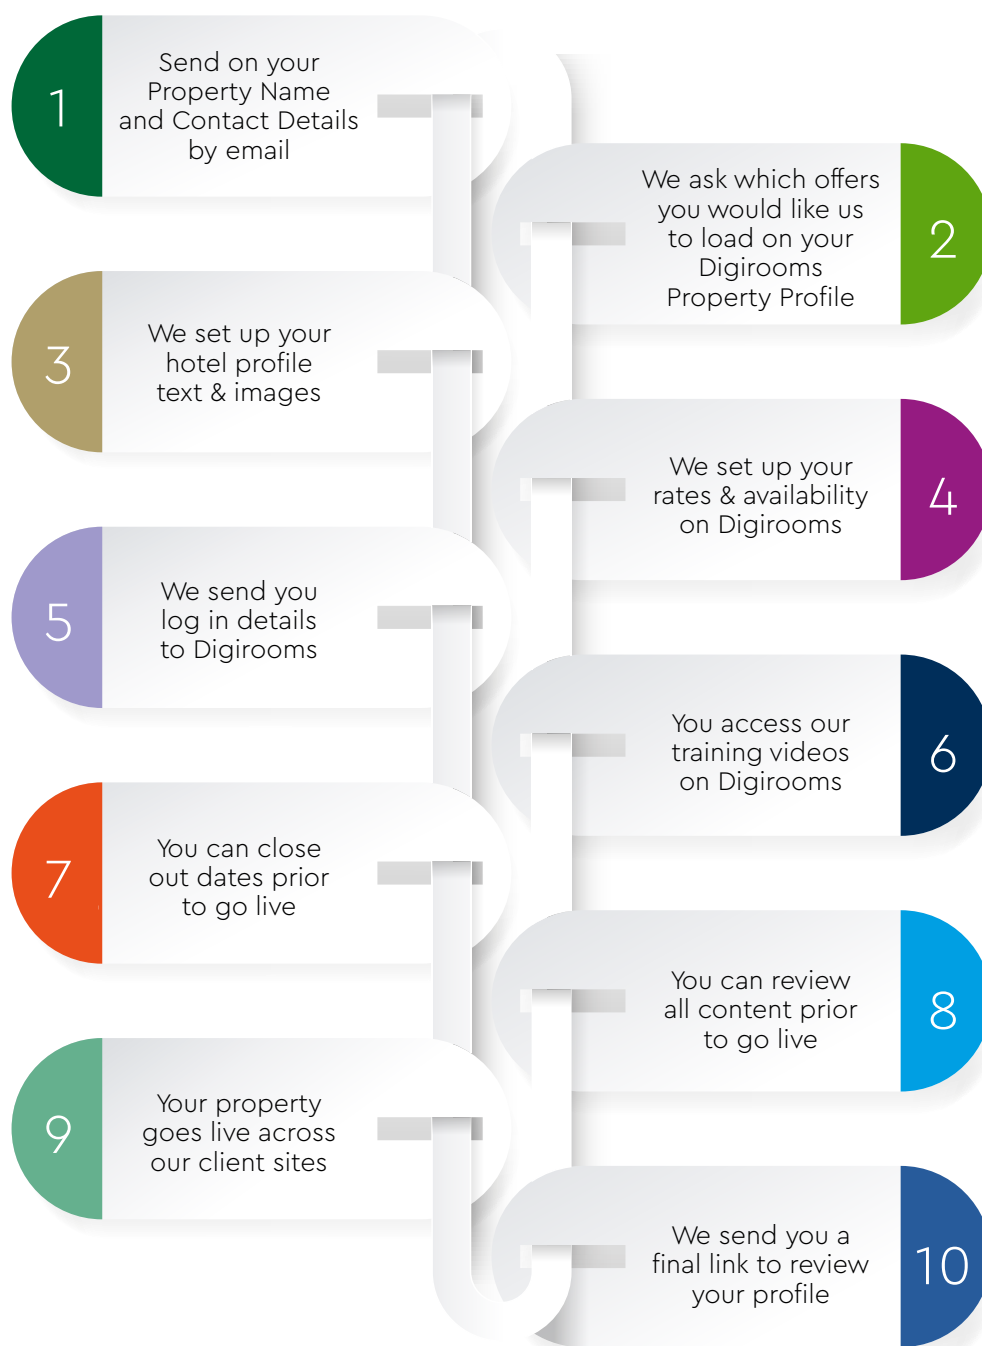 1
Send on your
Property Name
and Contact Details
by email
2
We ask which offers
you would like us
to load on your
Digirooms
Property Profile
3
We set up your
hotel profile
text & images
4
We set up your
rates & availability
on Digirooms
5
We send you
log in details
to Digirooms
6
You access our
training videos
on Digirooms
7
You can close
out dates prior
to go live
8
You can review
all content prior
to go live
9
Your property
goes live across
our client sites
10
We send you a
final link to review
your profile